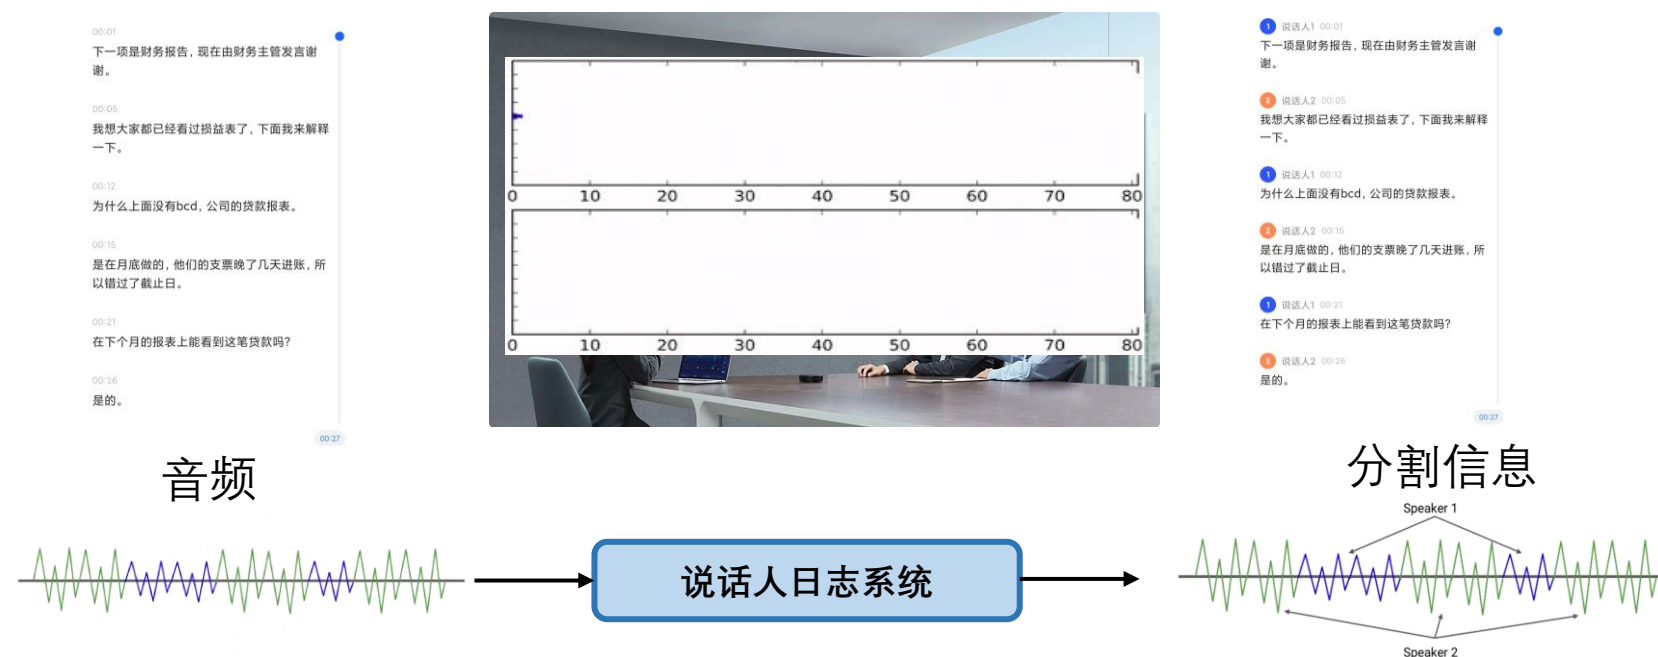 00:01
下一项是财务报告，现在由财务主管发言谢
谢。
00:05
我想大家都已经看过损益表了，下面我来解释
一下。
00:12
为什么上面没有bcd，公司的贷款报表。
00:15
是在月底做的，他们的支票晚了几天进账，所
以错过了截止日。
00:21
在下个月的报表上能看到这笔贷款吗？
00:26
是的。
00:27
0 10 20 30 40 50 60 70 80
0 10 20 30 40 50 60 70 80
1 说话人1 00:01
下一项是财务报告，现在由财务主管发言谢
谢。
2 说话人2 00:05
我想大家都已经看过损益表了，下面我来解释
一下。
1 说话人1 00:12
为什么上面没有bcd，公司的贷款报表。
2 说话人2 00:15
是在月底做的，他们的支票晚了几天进账，所
以错过了截止日。
1 说话人1 00:21
在下个月的报表上能看到这笔贷款吗？
2 说话人2 00:26
是的。
00:27
音频
分割信息
说话人日志系统
Speaker 1
Speaker 2